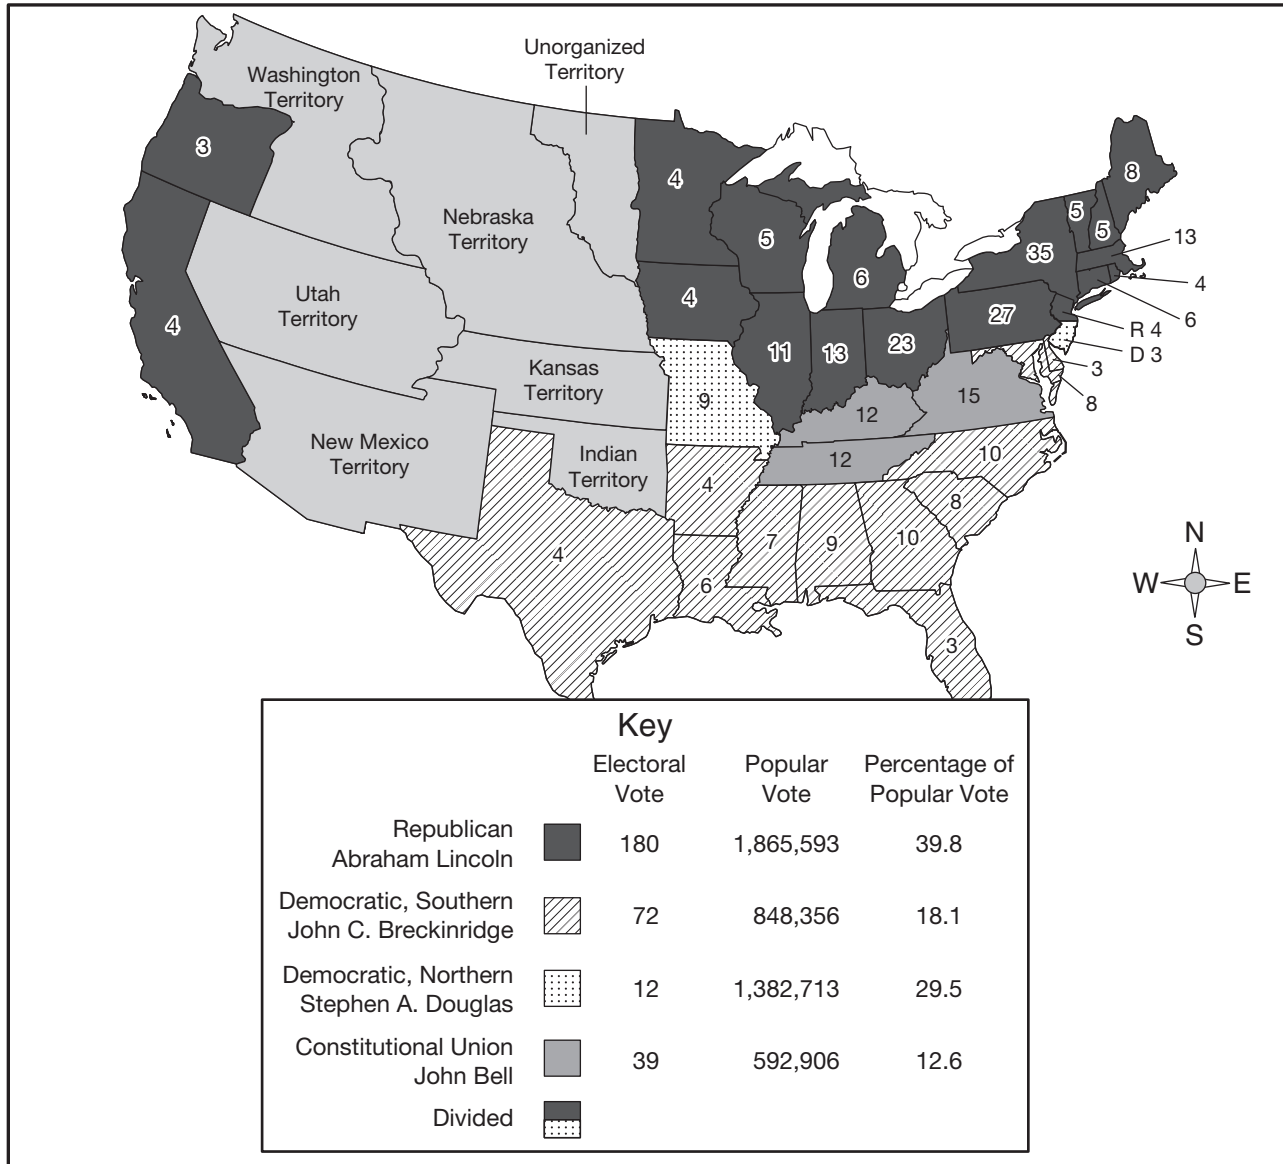 Unorganized
Territory
Washington
Territory
3
4
8
5
5
Nebraska
Territory
5
35
13
6
4
Utah
Territory
4
4
27
6
R 4
D 3
11
13
23
3
Kansas
Territory
9
12
15
8
New Mexico
Territory
Indian
Territory
12
10
4
8
4
7
9
10
6
3
N
W
E
S
Key
Electoral
Vote
Popular
Vote
Percentage of
Popular Vote
Republican
Abraham Lincoln
180 1,865,593 39.8
Democratic, Southern
John C. Breckinridge
72 848,356 18.1
Democratic, Northern
Stephen A. Douglas
12 1,382,713 29.5
Constitutional Union
John Bell
39 592,906 12.6
Divided